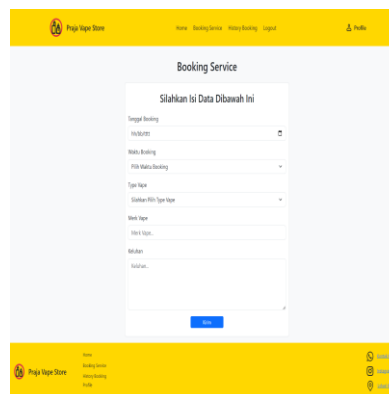 Praja Vape Store
Home Booking Service History Booking Logout
Profile
Booking Service
Silahkan Isi Data Dibawah Ini
Tanggal Booking
Waktu Booking
Pilih Waktu Booking
Type Vape
Silahkan Pilih Type Vape
Merk Vape
Merk Vape..
Keluhan
Keluhan...
Praja Vape Store
Home
Booking Service
History Booking
Profile